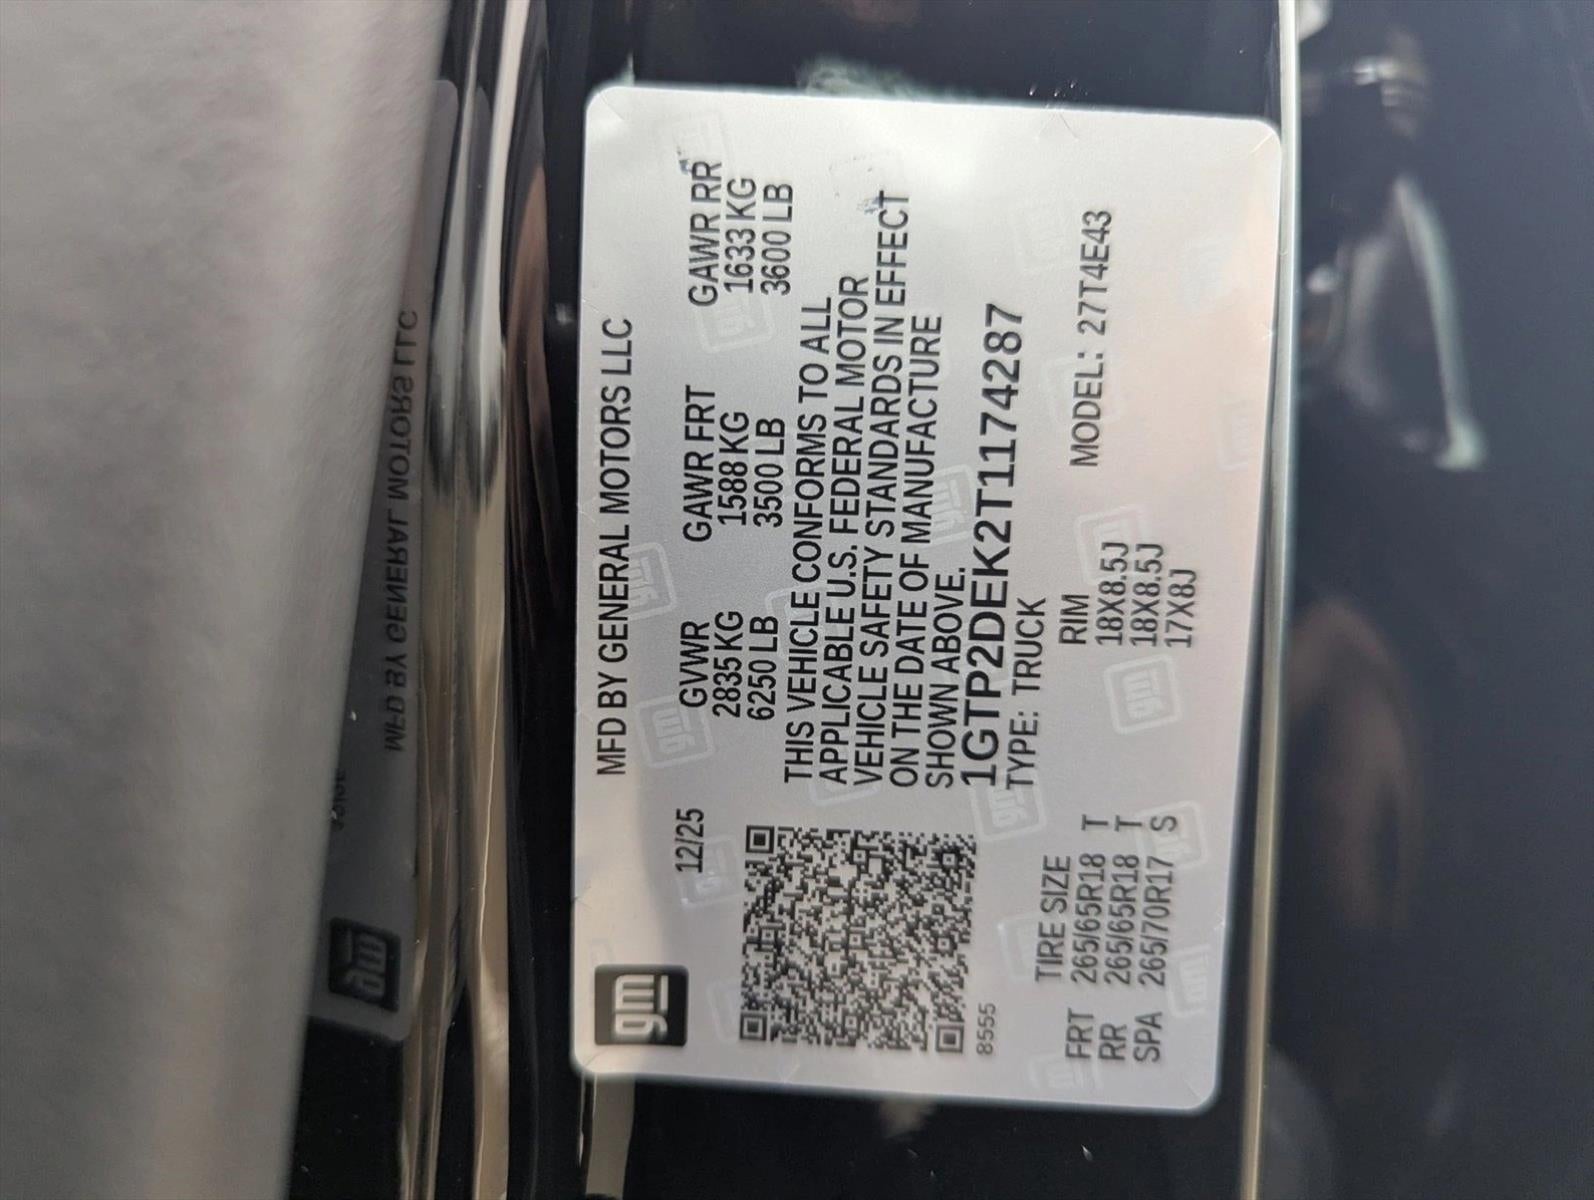 gm
MFD BY GENERAL MOTORS LLC
12/25
GVWR GAWR FRT GAWR RR
2835 KG 1588 KG 1633 KG
6250 LB 3500 LB 3600 LB
THIS VEHICLE CONFORMS TO ALL
APPLICABLE U.S. FEDERAL MOTOR
VEHICLE SAFETY STANDARDS IN EFFECT
ON THE DATE OF MANUFACTURE
SHOWN ABOVE.
1GTP2DEK2T1174287
TYPE: TRUCK
8555
TIRE SIZE RIM MODEL: 27T4E43
FRT 265/65R18 T 18X8.5J
RR 265/65R18 T 18X8.5J
SPA 265/70R17 S 17X8J
gm
MFD BY GENERAL MOTORS LLC